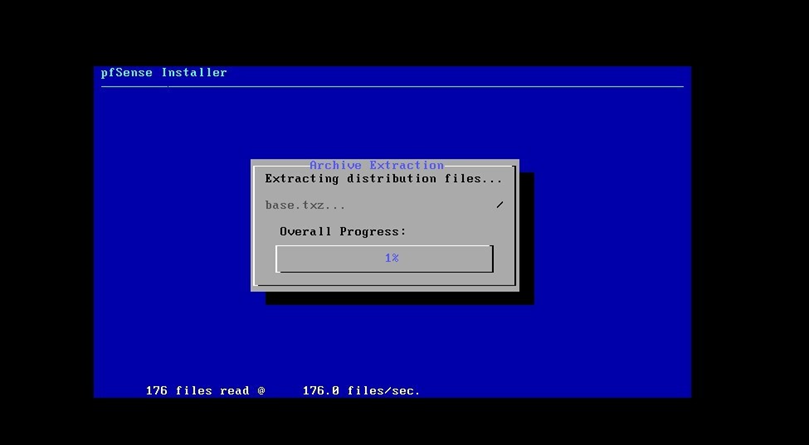 pfSense Installer
Archive Extraction
Extracting distribution files...
base.txz... /
Overall Progress:
1%
176 files read @ 176.0 files/sec.